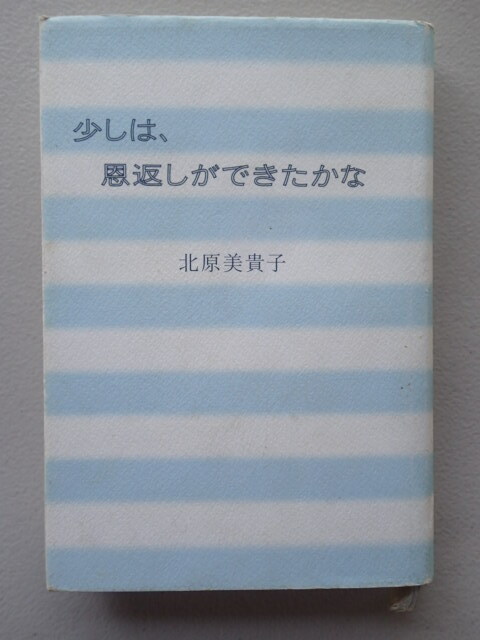 少しは、
恩返しができたかな
北原美貴子